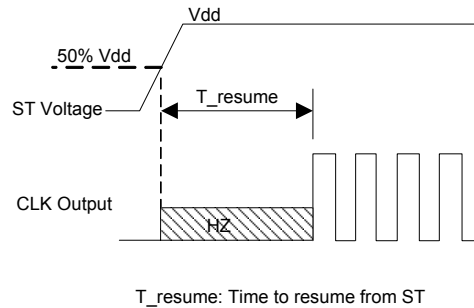 Vdd
50% Vdd
T_resume
ST Voltage
CLK Output
HZ
T_resume: Time to resume from ST